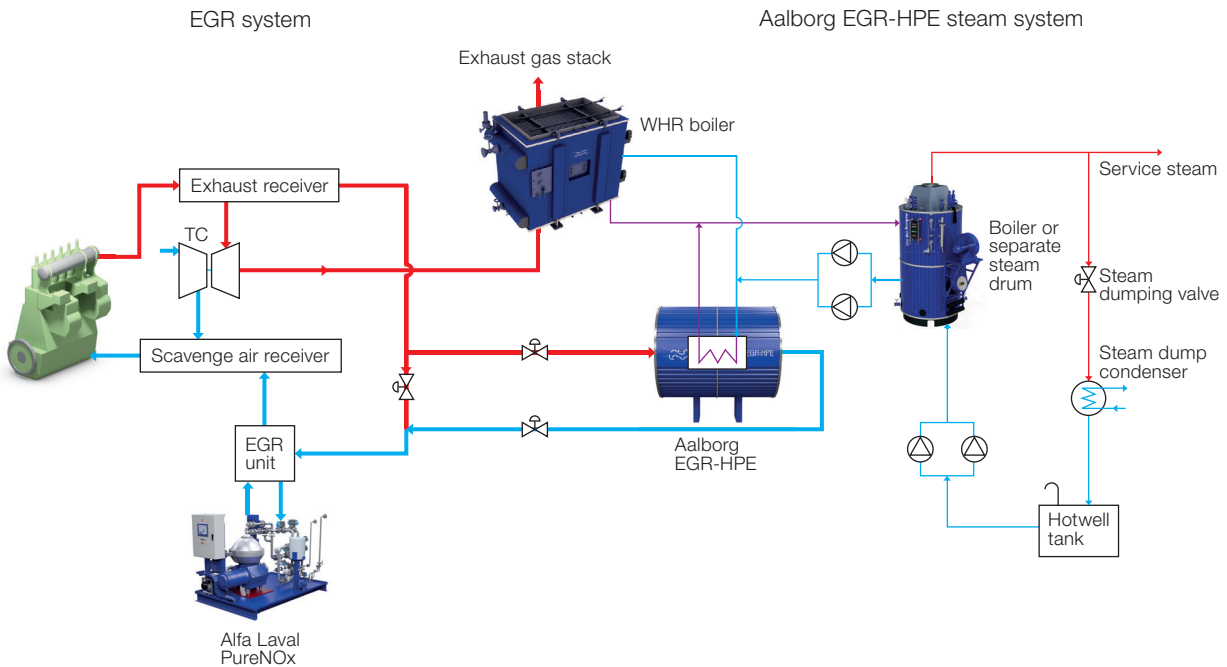 EGR system
Aalborg EGR-HPE steam system
Exhaust gas stack
WHR boiler
Exhaust receiver
Service steam
TC
Boiler or
separate
steam
drum
Steam
dumping valve
Scavenge air receiver
EGR-HPE
Steam dump
condenser
EGR
unit
Aalborg
EGR-HPE
Hotwell
tank
Alfa Laval
PureNOx